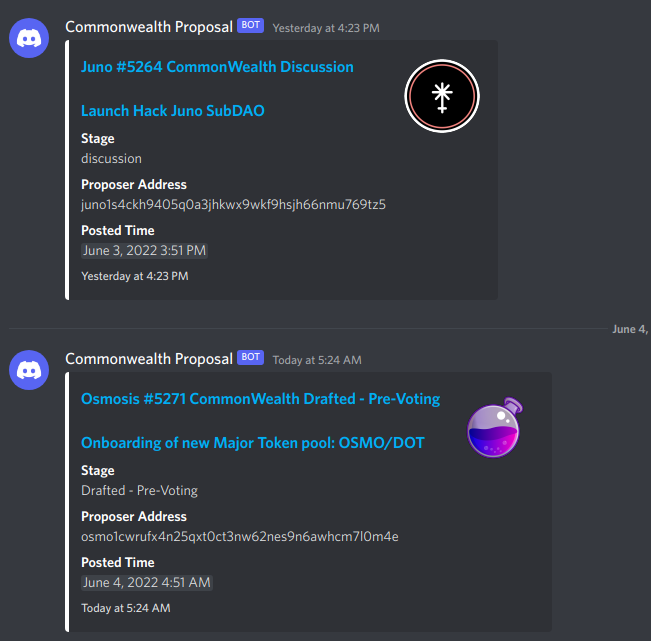 Commonwealth Proposal BOT Yesterday at 4:23 PM
Juno #5264 CommonWealth Discussion
Launch Hack Juno SubDAO
Stage
discussion
Proposer Address
juno1s4ckh9405q0a3jhkwx9wkf9hsjh66nmu769tz5
Posted Time
June 3, 2022 3:51 PM
Yesterday at 4:23 PM
June 4,
Commonwealth Proposal BOT Today at 5:24 AM
Osmosis #5271 CommonWealth Drafted - Pre-Voting
Onboarding of new Major Token pool: OSMO/DOT
Stage
Drafted - Pre-Voting
Proposer Address
osmo1cwrufx4n25qxt0ct3nw62nes9n6awhcm7l0m4e
Posted Time
June 4, 2022 4:51 AM
Today at 5:24 AM